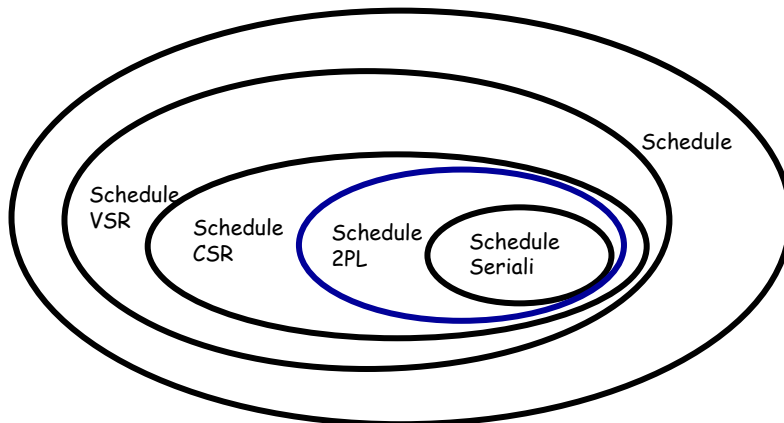 Schedule
Schedule
VSR
Schedule
CSR
Schedule
2PL
Schedule
Seriali